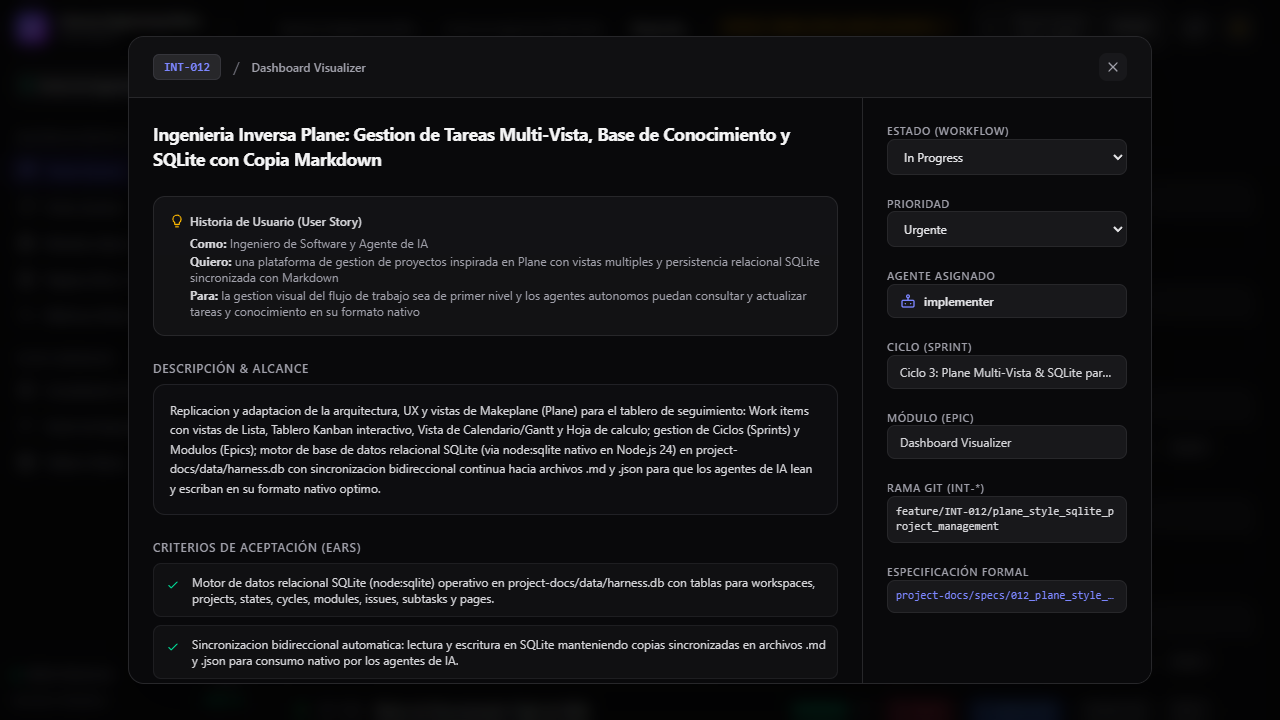 INT-012 / Dashboard Visualizer
Ingenieria Inversa Plane: Gestion de Tareas Multi-Vista, Base de Conocimiento y
SQLite con Copia Markdown
Historia de Usuario (User Story)
Como: Ingeniero de Software y Agente de IA
Quiero: una plataforma de gestion de proyectos inspirada en Plane con vistas multiples y persistencia relacional SQLite
sincronizada con Markdown
Para: la gestion visual del flujo de trabajo sea de primer nivel y los agentes autonomos puedan consultar y actualizar
tareas y conocimiento en su formato nativo
DESCRIPCIÓN & ALCANCE
Replicacion y adaptacion de la arquitectura, UX y vistas de Makeplane (Plane) para el tablero de seguimiento: Work items
con vistas de Lista, Tablero Kanban interactivo, Vista de Calendario/Gantt y Hoja de calculo; gestion de Ciclos (Sprints) y
Modulos (Epics); motor de base de datos relacional SQLite (via node:sqlite nativo en Node.js 24) en project-
docs/data/harness.db con sincronizacion bidireccional continua hacia archivos .md y .json para que los agentes de IA lean
y escriban en su formato nativo optimo.
CRITERIOS DE ACEPTACIÓN (EARS)
Motor de datos relacional SQLite (node:sqlite) operativo en project-docs/data/harness.db con tablas para workspaces,
projects, states, cycles, modules, issues, subtasks y pages.
Sincronizacion bidireccional automatica: lectura y escritura en SQLite manteniendo copias sincronizadas en archivos .md
y .json para consumo nativo por los agentes de IA.
ESTADO (WORKFLOW)
In Progress
PRIORIDAD
Urgente
AGENTE ASIGNADO
implementer
CICLO (SPRINT)
Ciclo 3: Plane Multi-Vista & SQLite par...
MÓDULO (EPIC)
Dashboard Visualizer
RAMA GIT (INT-*)
feature/INT-012/plane_style_sqlite_p
roject_management
ESPECIFICACIÓN FORMAL
project-docs/specs/012_plane_style_…